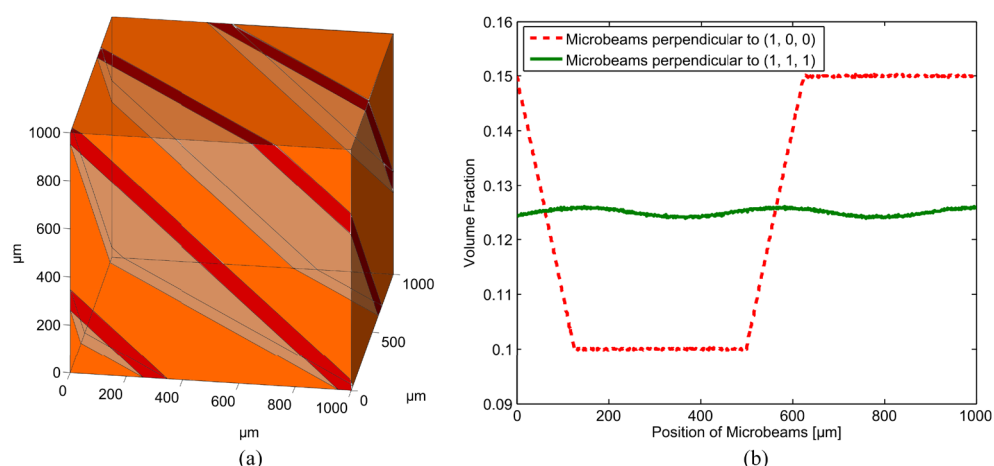 1000
800
600
400
200
0
µm
0
200
400
600
800
1000
µm
0
500
1000
µm
(a)
0.16
0.15
0.14
0.13
0.12
0.11
0.1
0.09
Volume Fraction
Microbeams perpendicular to (1, 0, 0)
Microbeams perpendicular to (1, 1, 1)
0 200 400 600 800 1000
Position of Microbeams [µm]
(b)